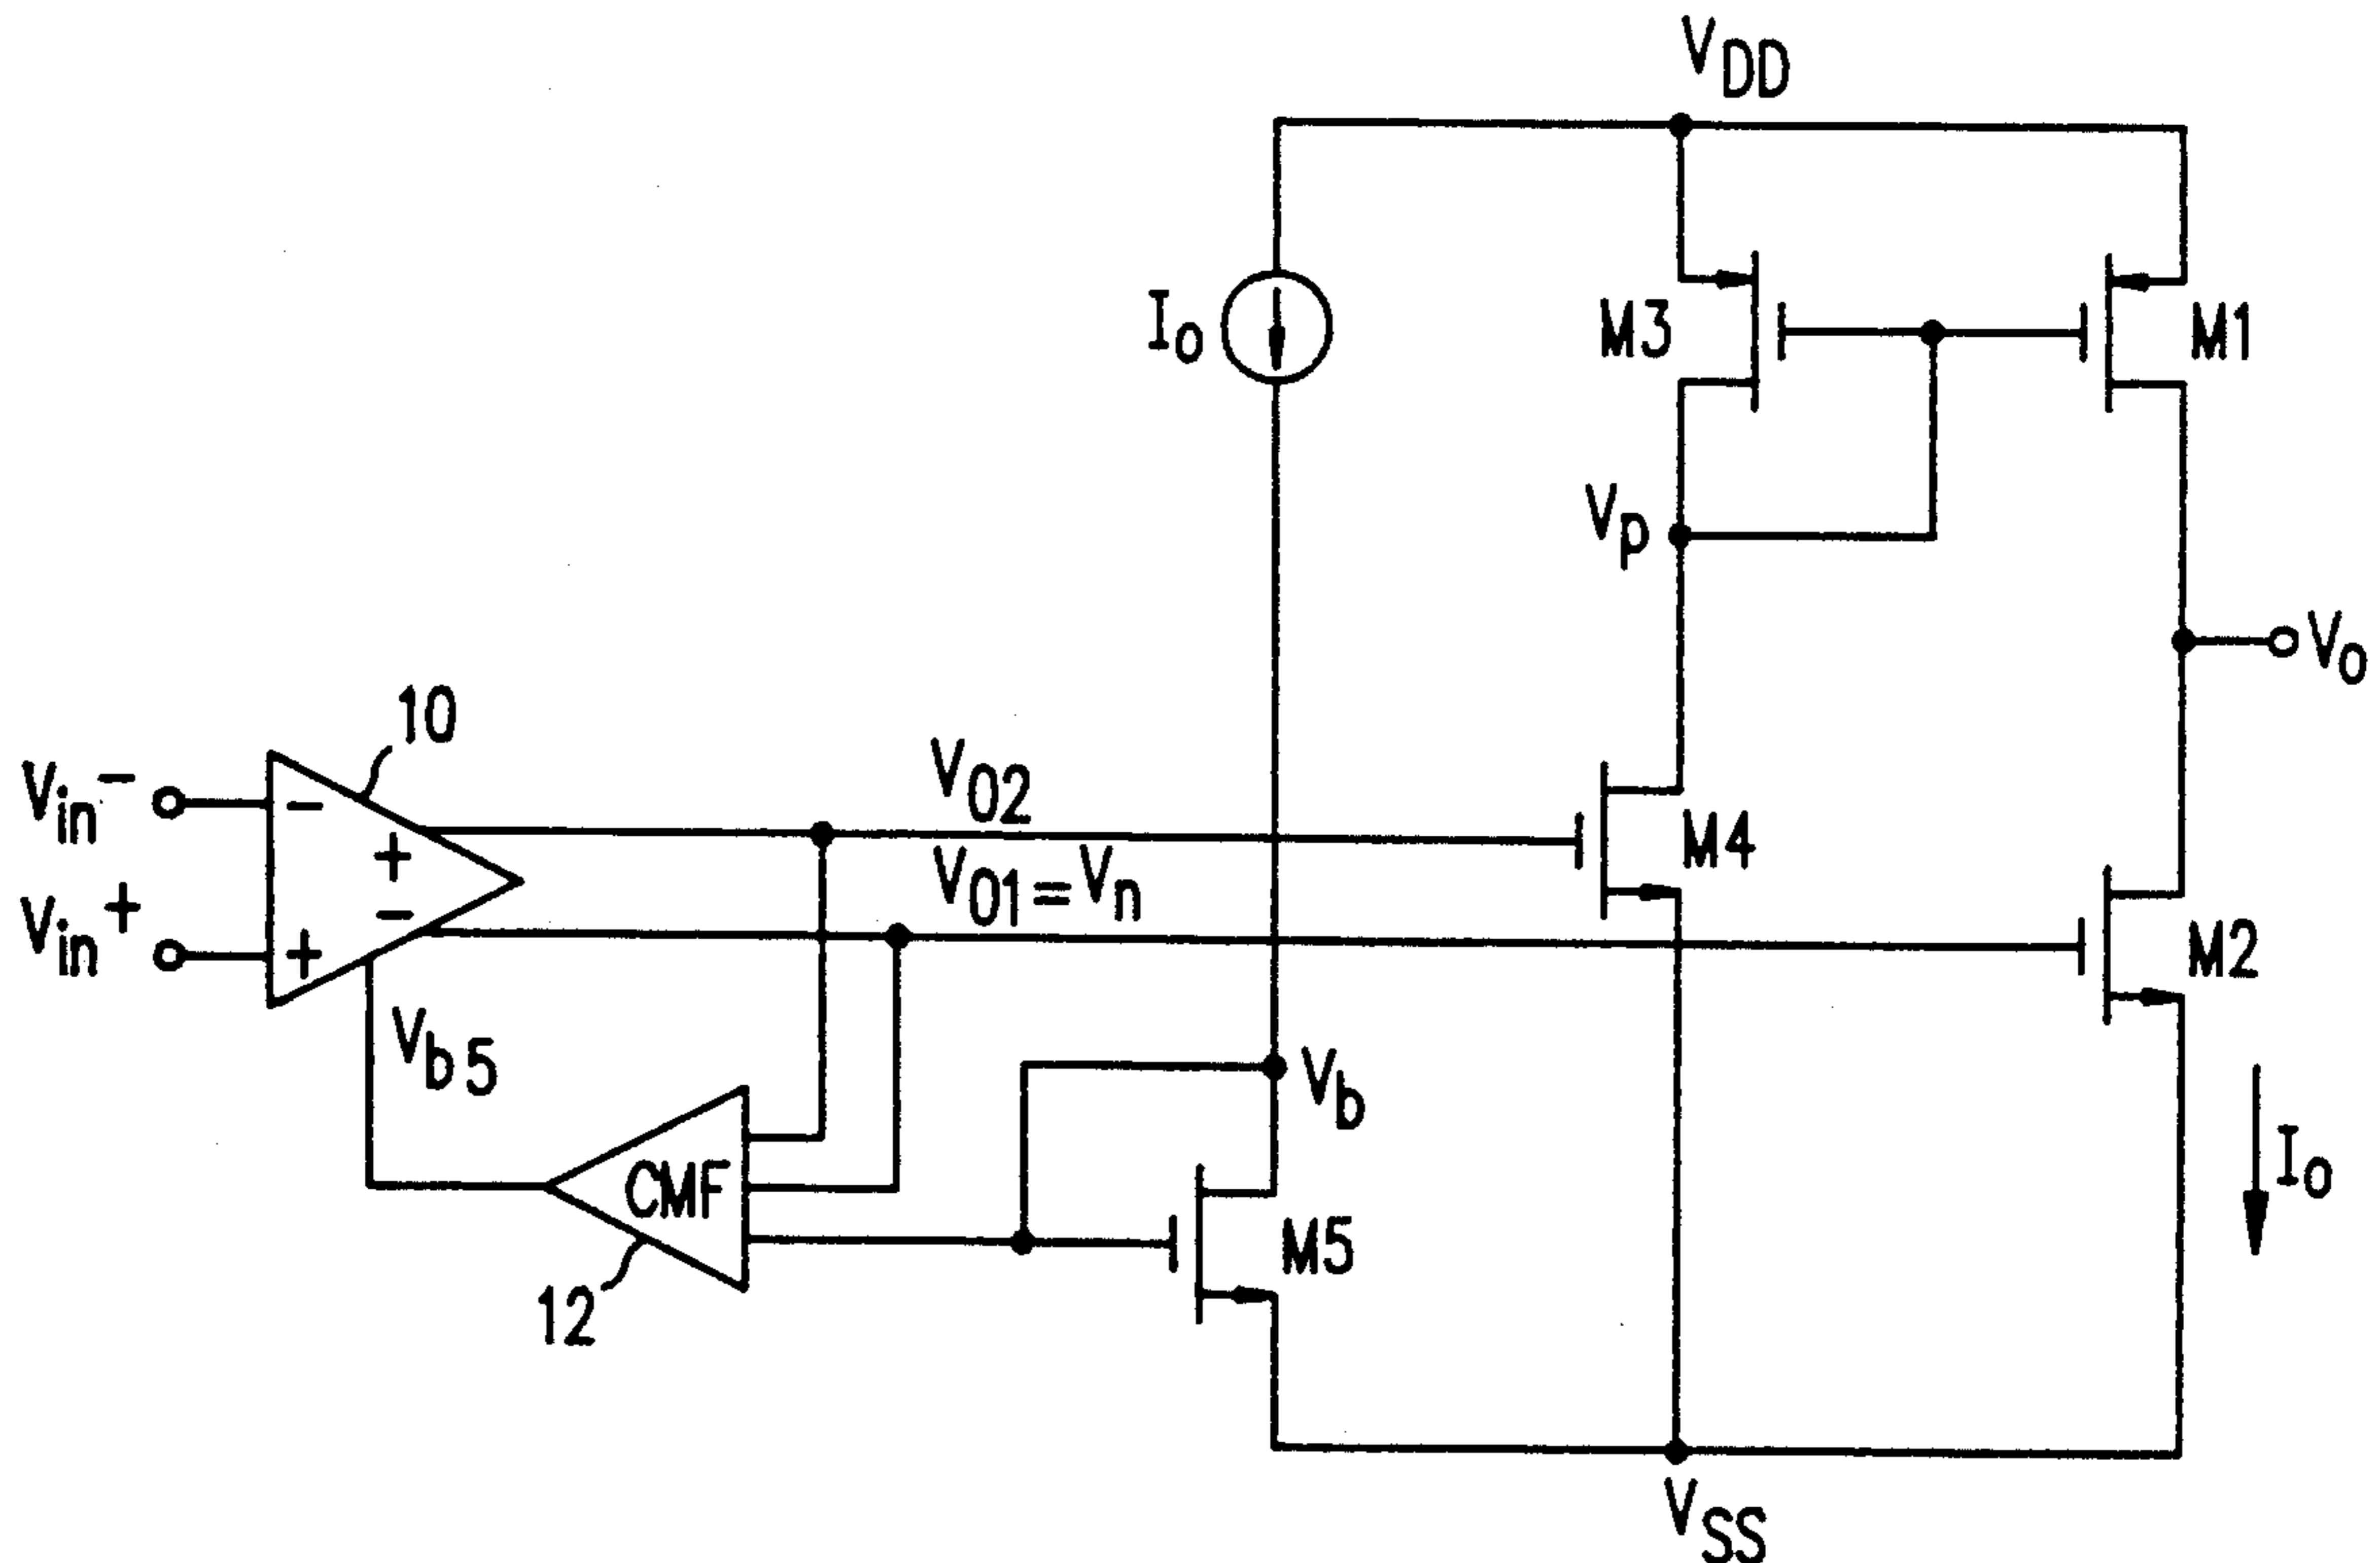 VDD
Io
M3
M1
Vp
Vo
10
Vin-
-
+
VO2
M4
VO1=Vn
Vin+
-
+
M2
Vb5
Vb
CMF
M5
Io
12
VSS